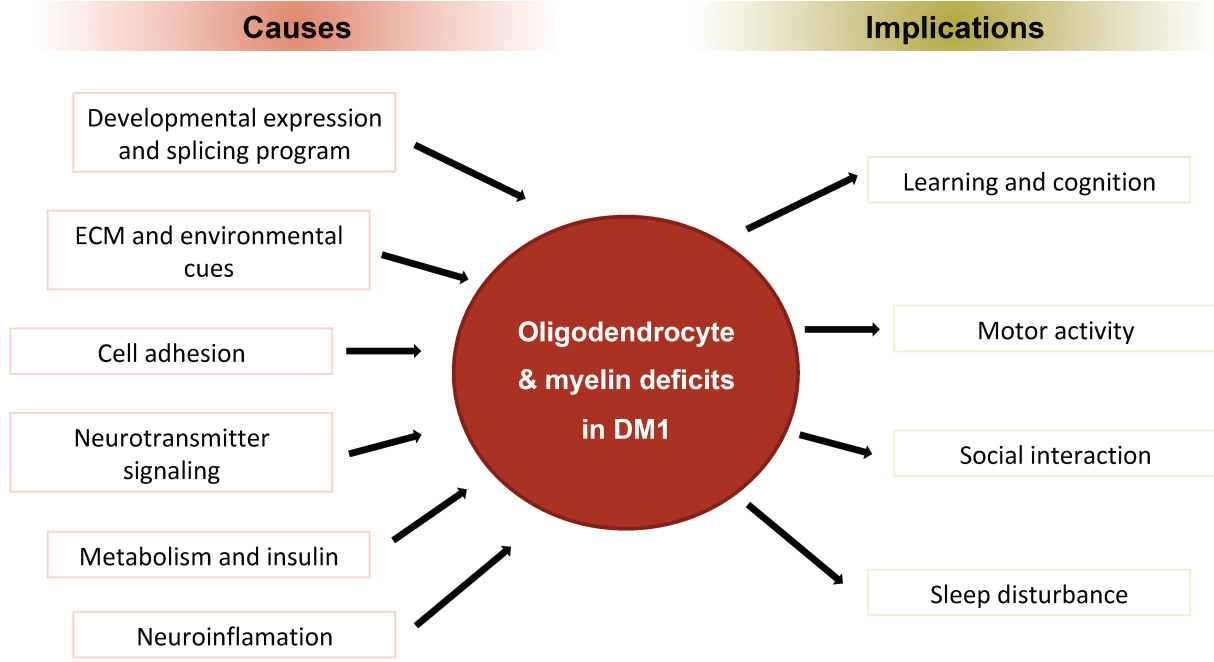 Causes
Developmental expression
and splicing program
ECM and environmental
cues
Cell adhesion
Neurotransmitter
signaling
Metabolism and insulin
Neuroinflamation
Oligodendrocyte
& myelin deficits
in DM1
Implications
Learning and cognition
Motor activity
Social interaction
Sleep disturbance